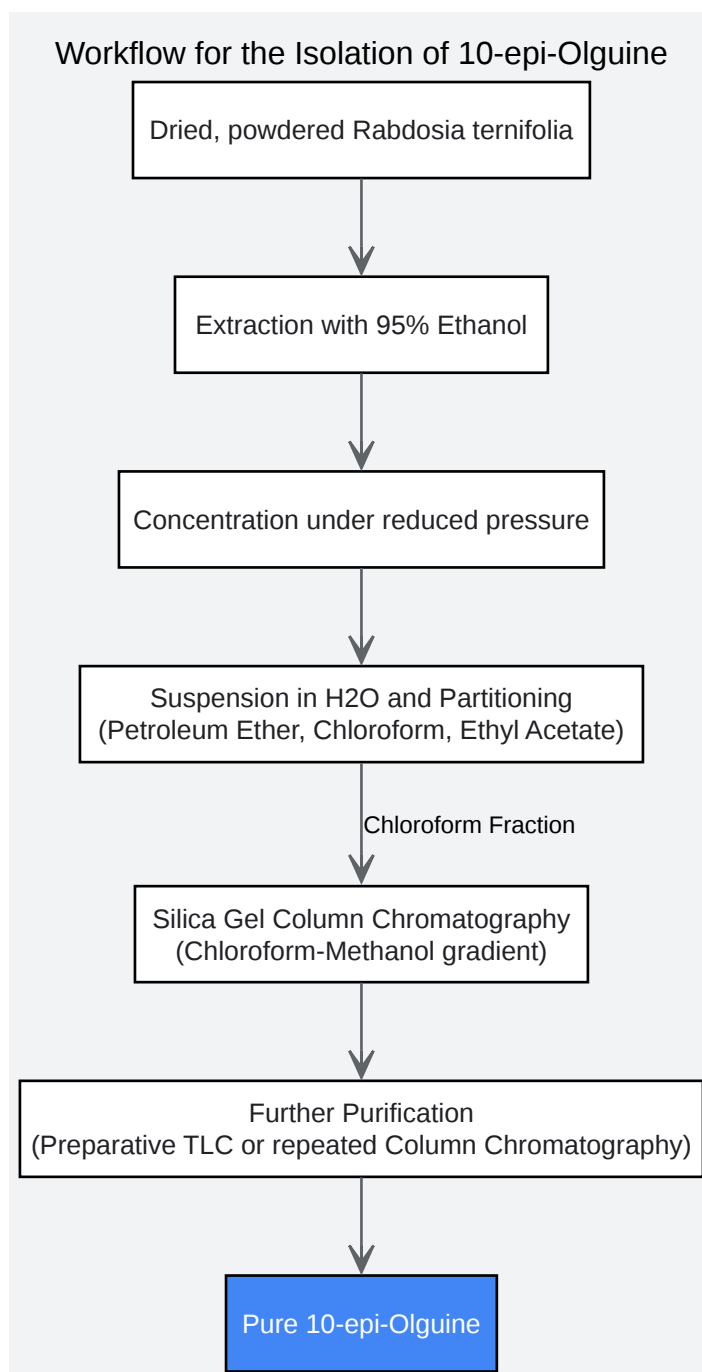 Workflow for the Isolation of 10-epi-Olguine
Dried, powdered Rabdosia ternifolia
Extraction with 95% Ethanol
Concentration under reduced pressure
Suspension in H2O and Partitioning
(Petroleum Ether, Chloroform, Ethyl Acetate)
Chloroform Fraction
Silica Gel Column Chromatography
(Chloroform-Methanol gradient)
Further Purification
(Preparative TLC or repeated Column Chromatography)
Pure 10-epi-Olguine